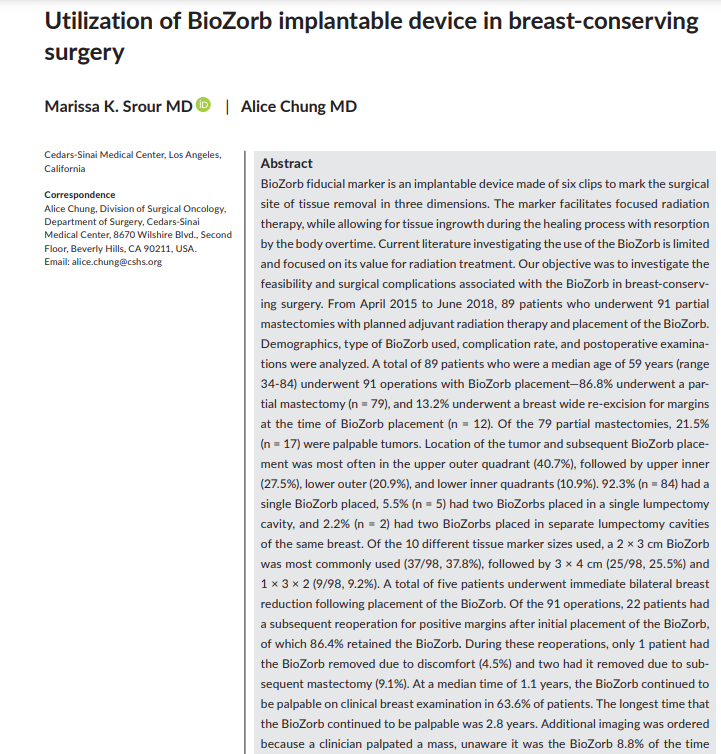 Utilization of BioZorb implantable device in breast-conserving
surgery
Marissa K. Srour MD iD | Alice Chung MD
Cedars-Sinai Medical Center, Los Angeles,
California
Correspondence
Alice Chung, Division of Surgical Oncology,
Department of Surgery, Cedars-Sinai
Medical Center, 8670 Wilshire Blvd., Second
Floor, Beverly Hills, CA 90211, USA.
Email: alice.chung@cshs.org
Abstract
BioZorb fiducial marker is an implantable device made of six clips to mark the surgical
site of tissue removal in three dimensions. The marker facilitates focused radiation
therapy, while allowing for tissue ingrowth during the healing process with resorption
by the body overtime. Current literature investigating the use of the BioZorb is limited
and focused on its value for radiation treatment. Our objective was to investigate the
feasibility and surgical complications associated with the BioZorb in breast-conserv-
ing surgery. From April 2015 to June 2018, 89 patients who underwent 91 partial
mastectomies with planned adjuvant radiation therapy and placement of the BioZorb.
Demographics, type of BioZorb used, complication rate, and postoperative examina-
tions were analyzed. A total of 89 patients who were a median age of 59 years (range
34-84) underwent 91 operations with BioZorb placement—86.8% underwent a par-
tial mastectomy (n = 79), and 13.2% underwent a breast wide re-excision for margins
at the time of BioZorb placement (n = 12). Of the 79 partial mastectomies, 21.5%
(n = 17) were palpable tumors. Location of the tumor and subsequent BioZorb place-
ment was most often in the upper outer quadrant (40.7%), followed by upper inner
(27.5%), lower outer (20.9%), and lower inner quadrants (10.9%). 92.3% (n = 84) had a
single BioZorb placed, 5.5% (n = 5) had two BioZorbs placed in a single lumpectomy
cavity, and 2.2% (n = 2) had two BioZorbs placed in separate lumpectomy cavities
of the same breast. Of the 10 different tissue marker sizes used, a 2 × 3 cm BioZorb
was most commonly used (37/98, 37.8%), followed by 3 × 4 cm (25/98, 25.5%) and
1 × 3 × 2 (9/98, 9.2%). A total of five patients underwent immediate bilateral breast
reduction following placement of the BioZorb. Of the 91 operations, 22 patients had
a subsequent reoperation for positive margins after initial placement of the BioZorb,
of which 86.4% retained the BioZorb. During these reoperations, only 1 patient had
the BioZorb removed due to discomfort (4.5%) and two had it removed due to sub-
sequent mastectomy (9.1%). At a median time of 1.1 years, the BioZorb continued to
be palpable on clinical breast examination in 63.6% of patients. The longest time that
the BioZorb continued to be palpable was 2.8 years. Additional imaging was ordered
because a clinician palpated a mass, unaware it was the BioZorb 8.8% of the time